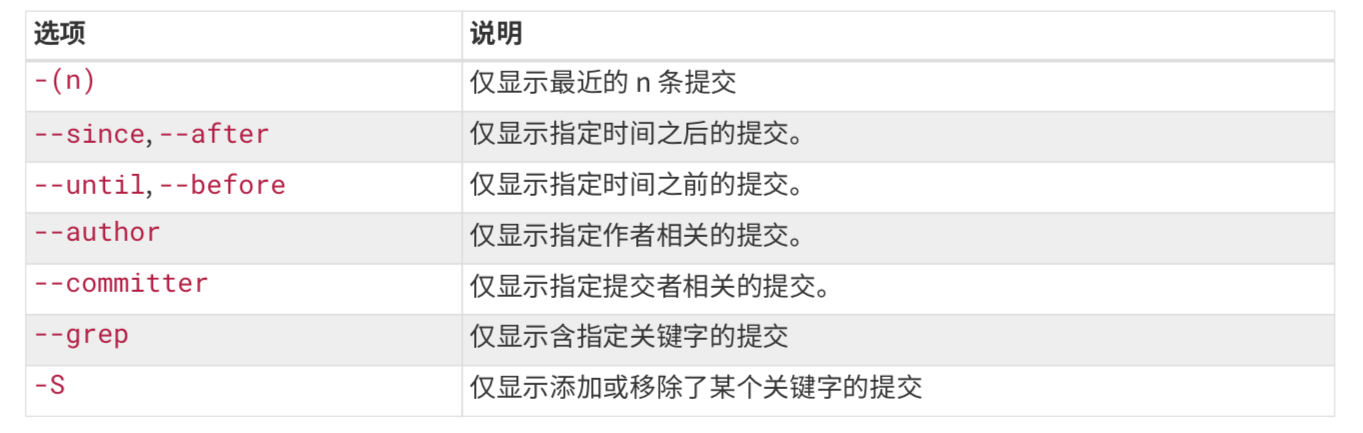 选项 说明
-(n) 仅显示最近的 n 条提交
--since, --after 仅显示指定时间之后的提交。
--until, --before 仅显示指定时间之前的提交。
--author 仅显示指定作者相关的提交。
--committer 仅显示指定提交者相关的提交。
--grep 仅显示含指定关键字的提交
-S 仅显示添加或移除了某个关键字的提交